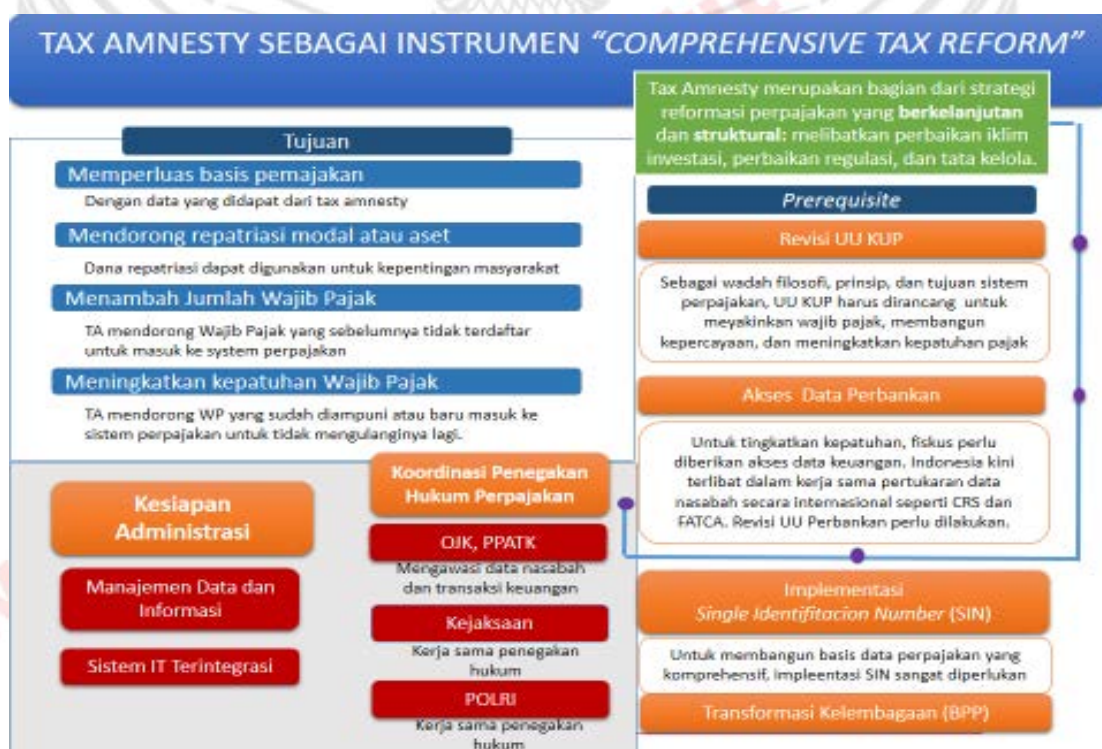 TAX AMNESTY SEBAGAI INSTRUMEN “COMPREHENSIVE TAX REFORM”
Tax Amnesty merupakan bagian dari strategi
reformasi perpajakan yang berkelanjutan
dan struktural: melibatkan perbaikan iklim
investasi, perbaikan regulasi, dan tata kelola.
Tujuan
Memperluas basis pemajakan
Dengan data yang didapat dari tax amnesty
Mendorong repatriasi modal atau aset
Dana repatriasi dapat digunakan untuk kepentingan masyarakat
Menambah Jumlah Wajib Pajak
TA mendorong Wajib Pajak yang sebelumnya tidak terdaftar
untuk masuk ke system perpajakan
Meningkatkan kepatuhan Wajib Pajak
TA mendorong WP yang sudah diampuni atau baru masuk ke
sistem perpajakan untuk tidak mengulanginya lagi.
Kesiapan
Administrasi
Manajemen Data dan
Informasi
Sistem IT Terintegrasi
Koordinasi Penegakan
Hukum Perpajakan
OJK, PPATK
Mengawasi data nasabah
dan transaksi keuangan
Kejaksaan
Kerja sama penegakan
hukum
POLRI
Kerja sama penegakan
hukum
Prerequisite
Revisi UU KUP
Sebagai wadah filosofi, prinsip, dan tujuan sistem
perpajakan, UU KUP harus dirancang untuk
meyakinkan wajib pajak, membangun
kepercayaan, dan meningkatkan kepatuhan pajak
Akses Data Perbankan
Untuk tingkatkan kepatuhan, fiskus perlu
diberikan akses data keuangan. Indonesia kini
terlibat dalam kerja sama pertukaran data
nasabah secara internasional seperti CRS dan
FATCA. Revisi UU Perbankan perlu dilakukan.
Implementasi
Single Identifitacion Number (SIN)
Untuk membangun basis data perpajakan yang
komprehensif, impleentasi SIN sangat diperlukan
Transformasi Kelembagaan (BPP)